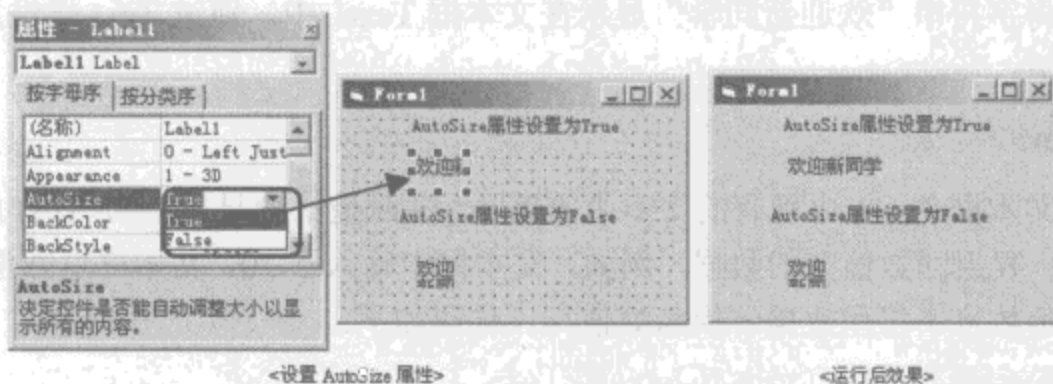 属性 - Label1
Label1 Label
按字母序 按分类序
(名称) Label1
Alignment 0 - Left Just
Appearance 1 - 3D
AutoSize True
BackColor True
BackStyle False
AutoSize
决定控件是否能自动调整大小以显
示所有的内容。
Form1
AutoSize属性设置为True
欢迎
AutoSize属性设置为False
欢迎
Form1
AutoSize属性设置为True
欢迎新同学
AutoSize属性设置为False
欢迎
<设置 AutoSize 属性>
<运行后效果>